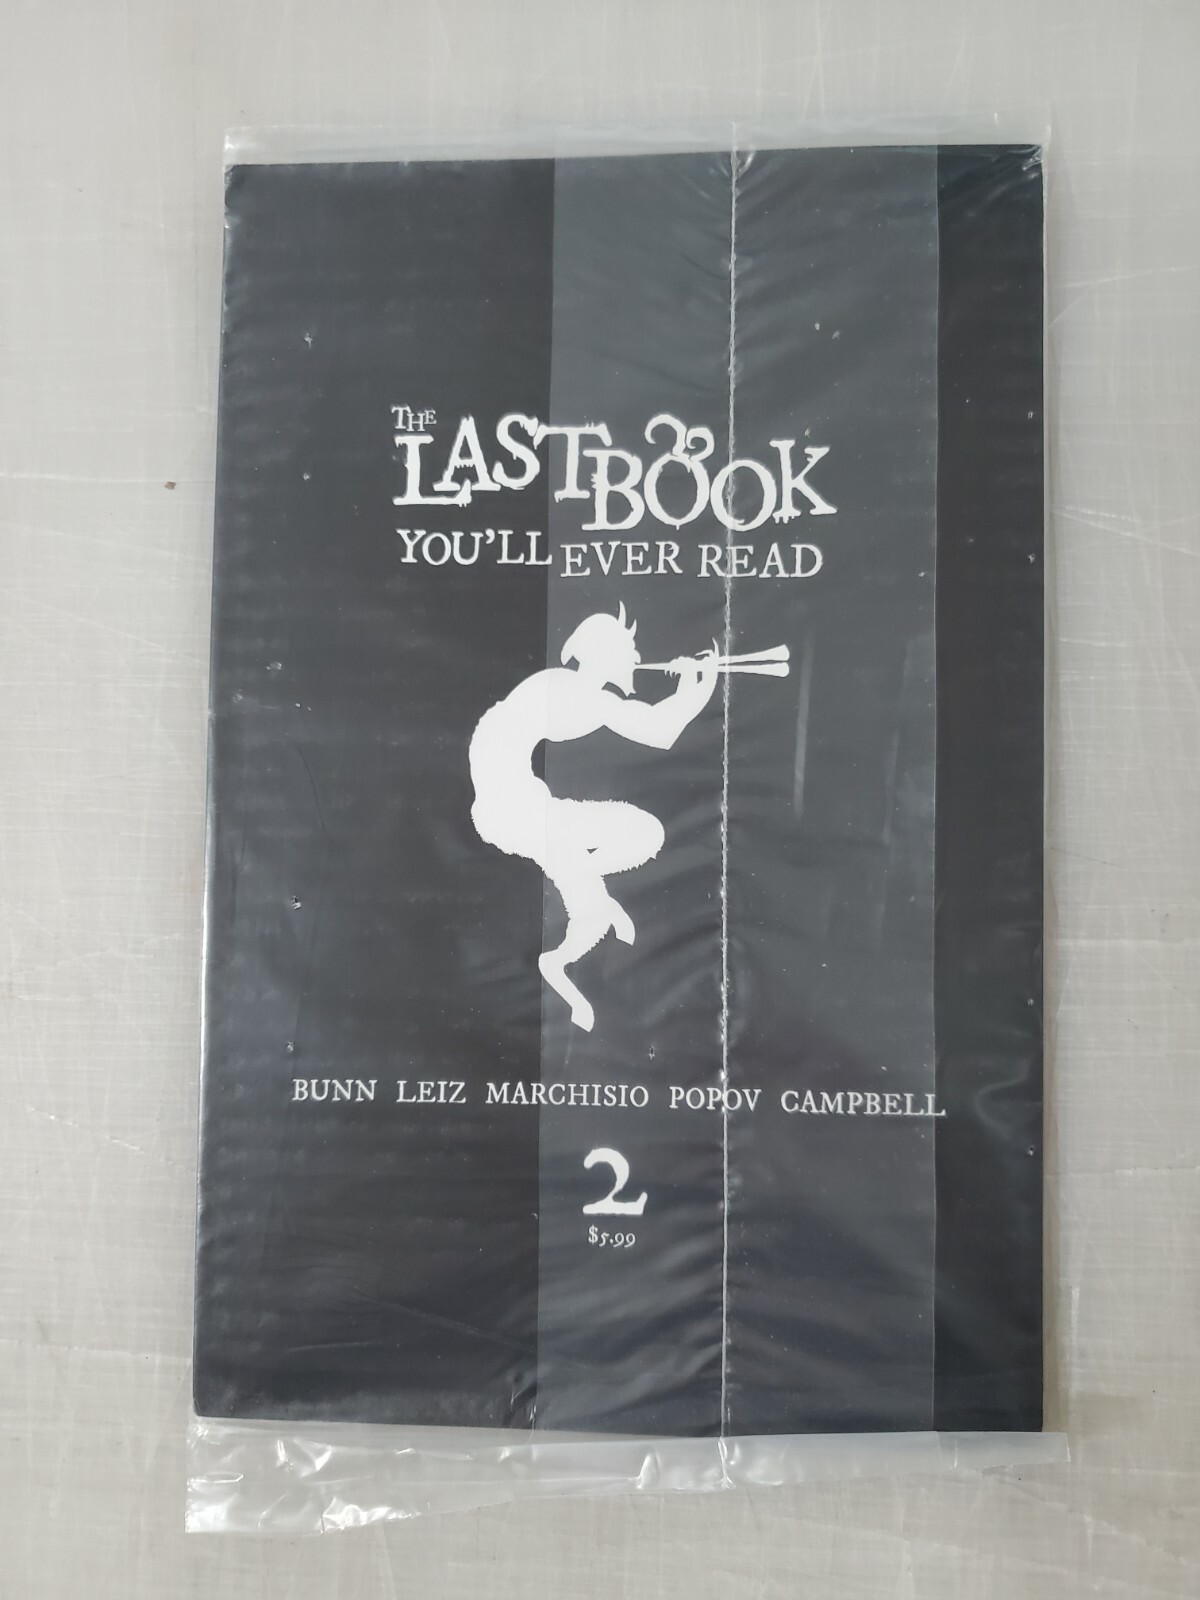 THE
LAST BOOK
YOU'LL EVER READ
BUNN LEIZ MARCHISIO POPOV CAMPBELL
2
$5.99